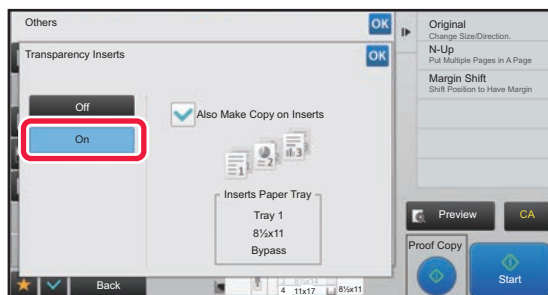 Others
OK
Transparency Inserts
OK
Off
On
Also Make Copy on Inserts
1
2
3
Inserts Paper Tray
Tray 1
8½x11
Bypass
Back
8½x14
4 11x17
8½x11
Original
Change Size/Direction.
N-Up
Put Multiple Pages in A Page
Margin Shift
Shift Position to Have Margin
Preview
CA
Proof Copy
Start